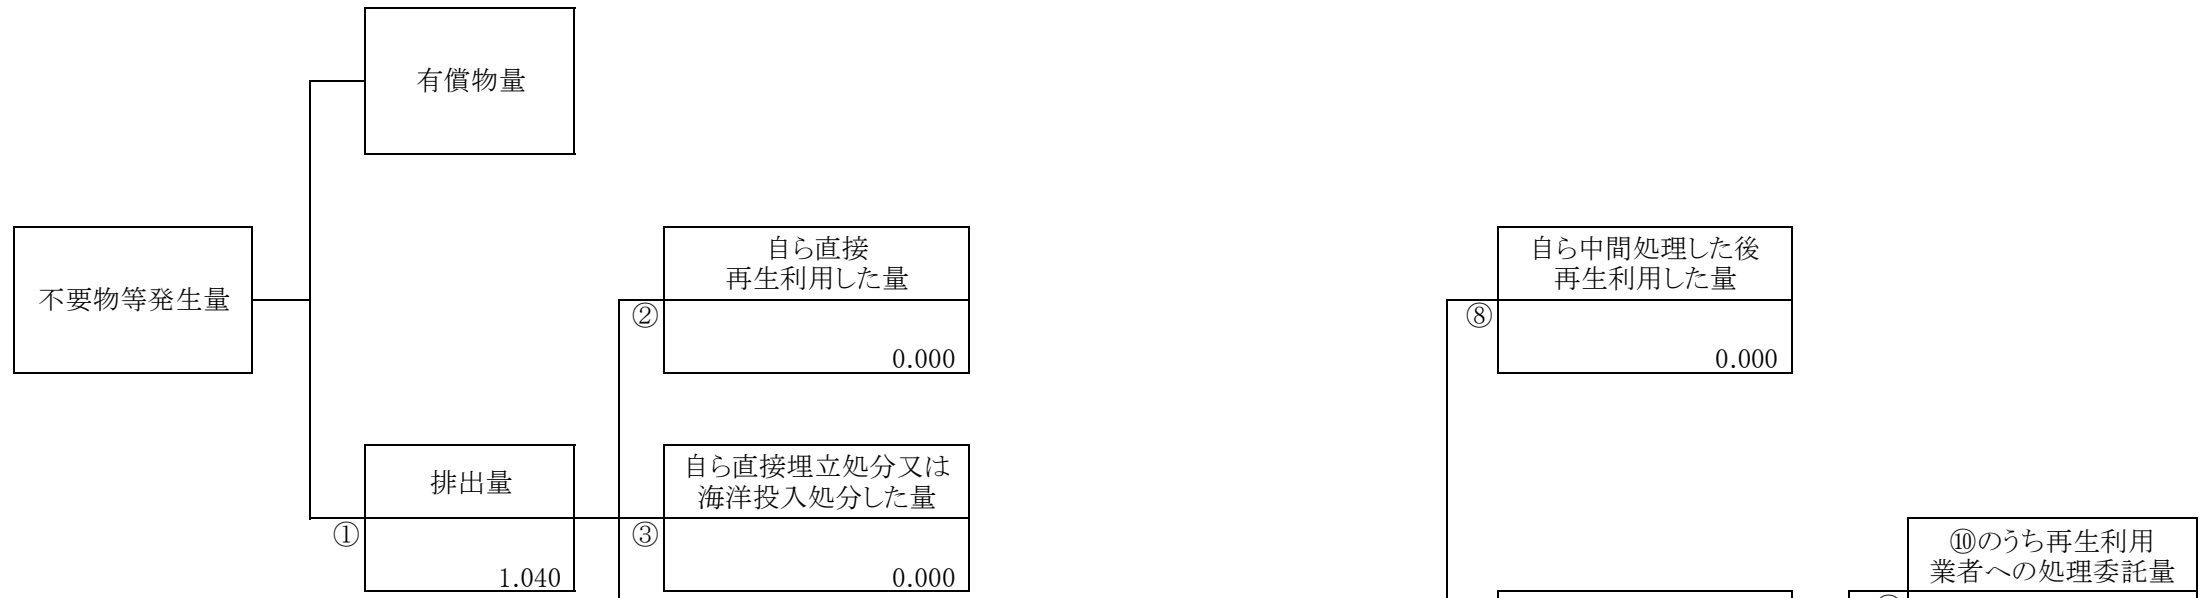 有償物量
不要物等発生量
自ら直接
再生利用した量
②
0.000
自ら中間処理した後
再生利用した量
⑧
0.000
排出量
①
1.040
自ら直接埋立処分又は
海洋投入処分した量
③
0.000
⑩のうち再生利用
業者への処理委託量